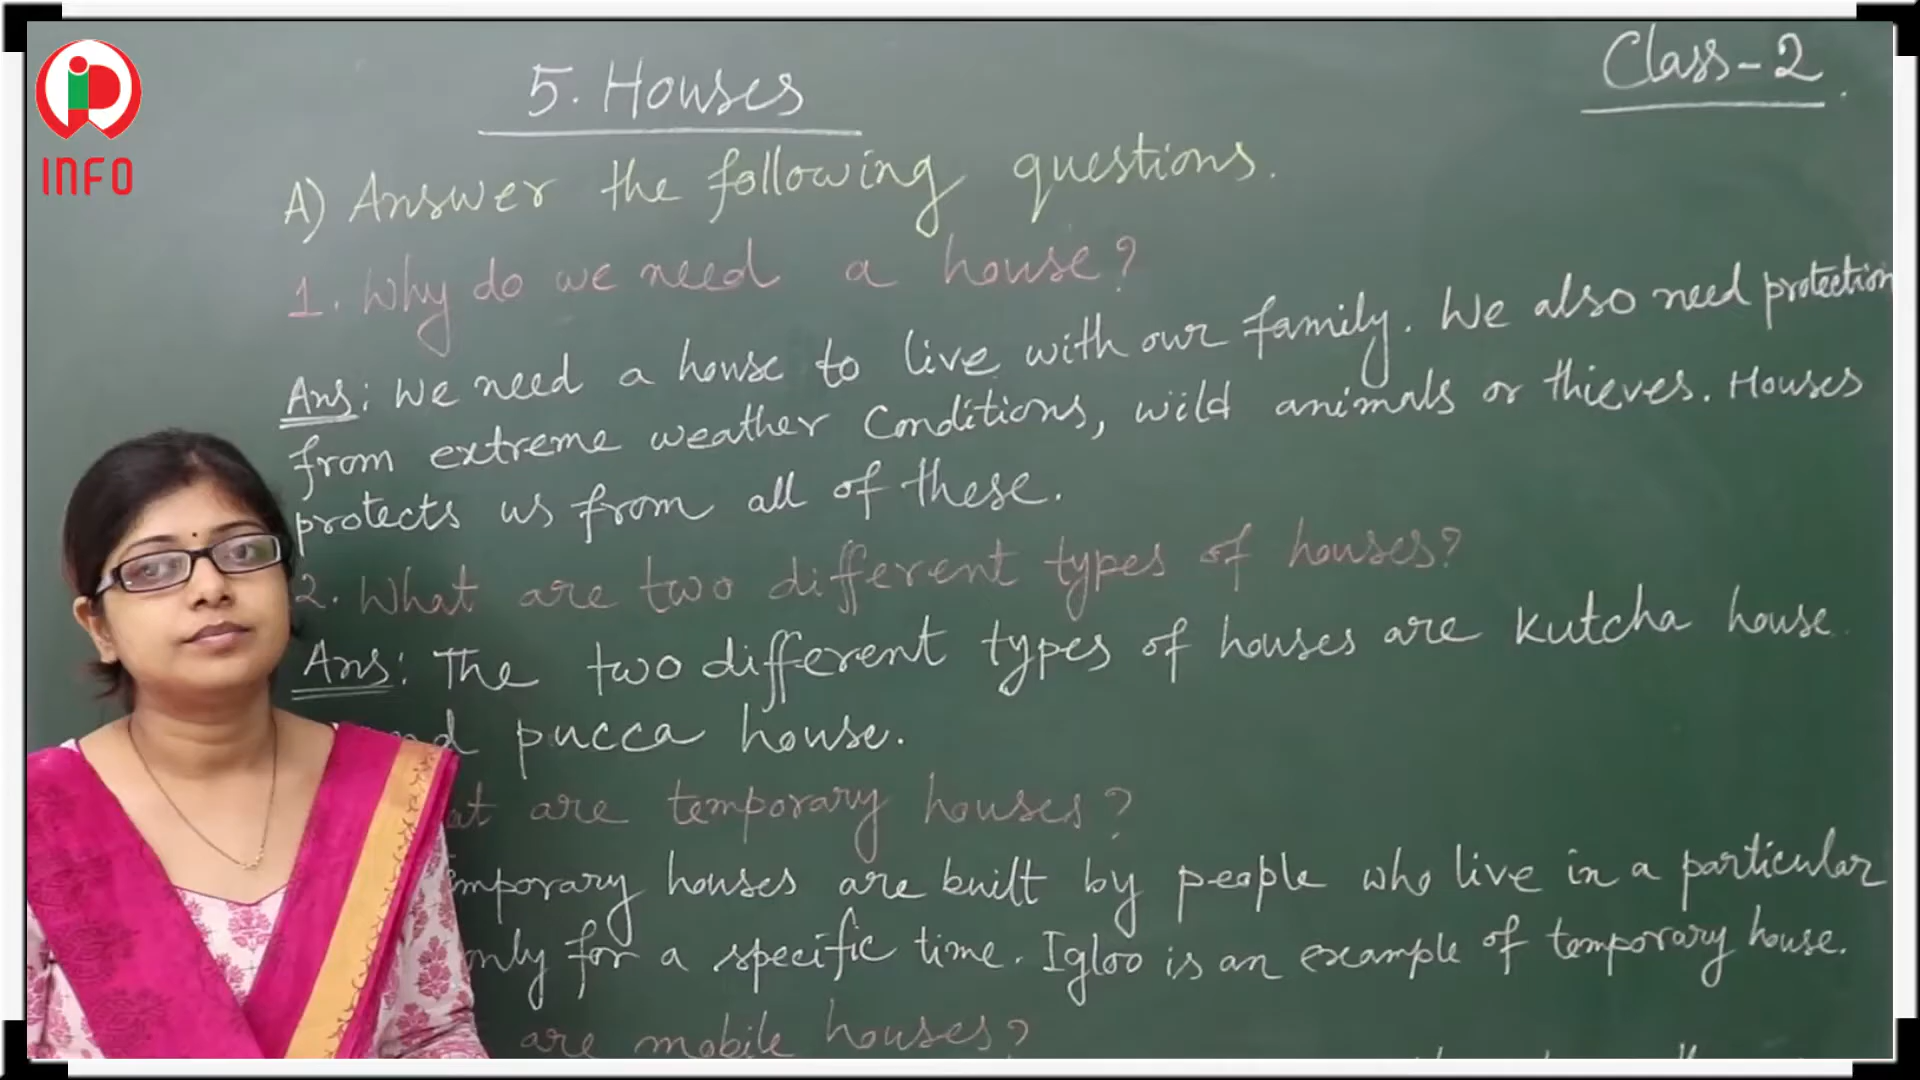 INFO
5. Houses
Class-2
A) Answer the following questions.
1. Why do we need a house?
Ans: We need a house to live with our family. We also need protection
from extreme weather conditions, wild animals or thieves. Houses
protects us from all of these.
2. What are two different types of houses?
Ans: The two different types of houses are kutcha house
pucca house.
are temporary houses?
houses are built by people who live in a particular
for a specific time. Igloo is an example of temporary house.
are mobile houses?